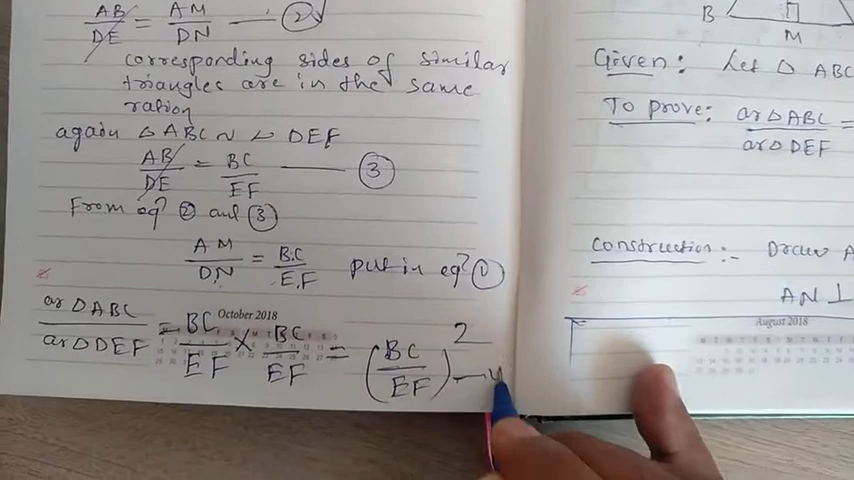 AB/DE = AM/DN — 2
corresponding sides of similar
triangles are in the same
ration
again △ ABC ~ △ DEF
AB/DE = BC/EF — 3
From eqn 2 and 3
AM/DN = BC/EF put in eqn 1
ar△ABC/ar△DEF = BC/EF × BC/EF = (BC/EF)2 — 4
October 2018
B
M
Given: Let △ ABC
To prove: ar△ABC/ar△DEF =
Construction:- Draw A
AN ⊥
August 2018